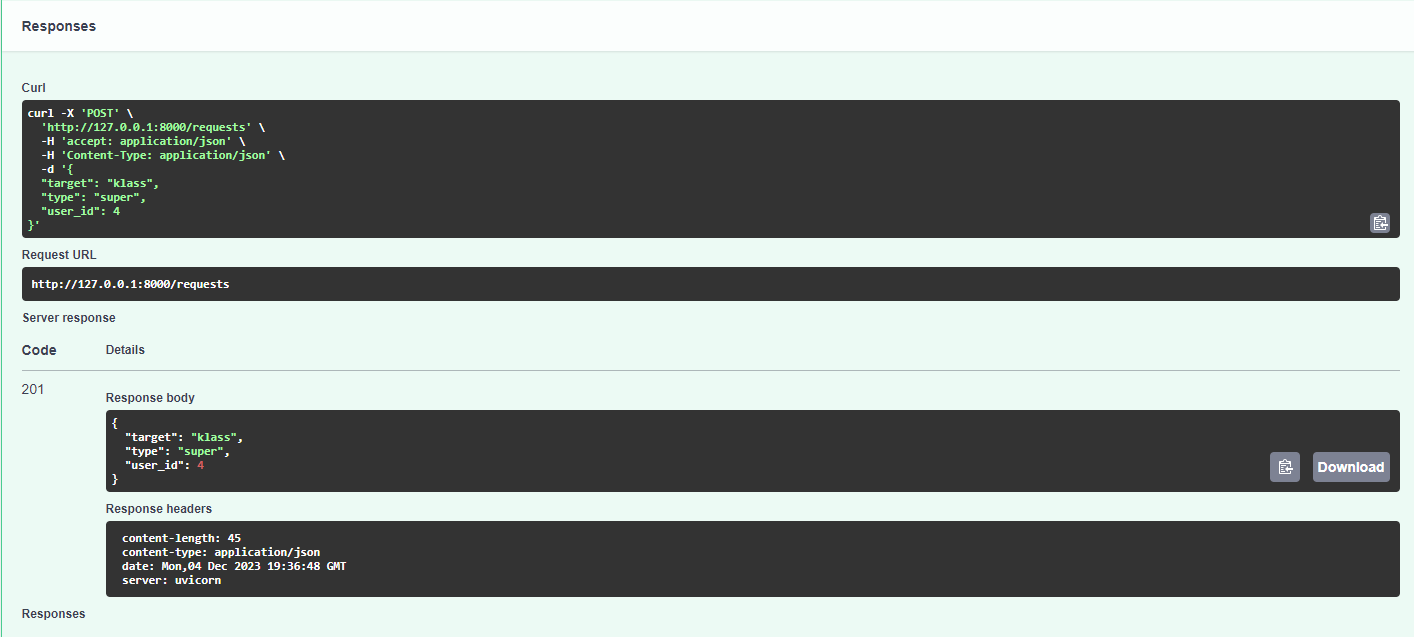 Responses
Curl
curl -X 'POST' \
  'http://127.0.0.1:8000/requests' \
  -H 'accept: application/json' \
  -H 'Content-Type: application/json' \
  -d '{
  "target": "klass",
  "type": "super",
  "user_id": 4
}'
Request URL
http://127.0.0.1:8000/requests
Server response
Code Details
201
Response body
{
  "target": "klass",
  "type": "super",
  "user_id": 4
}
Download
Response headers
content-length: 45
content-type: application/json
date: Mon,04 Dec 2023 19:36:48 GMT
server: uvicorn
Responses